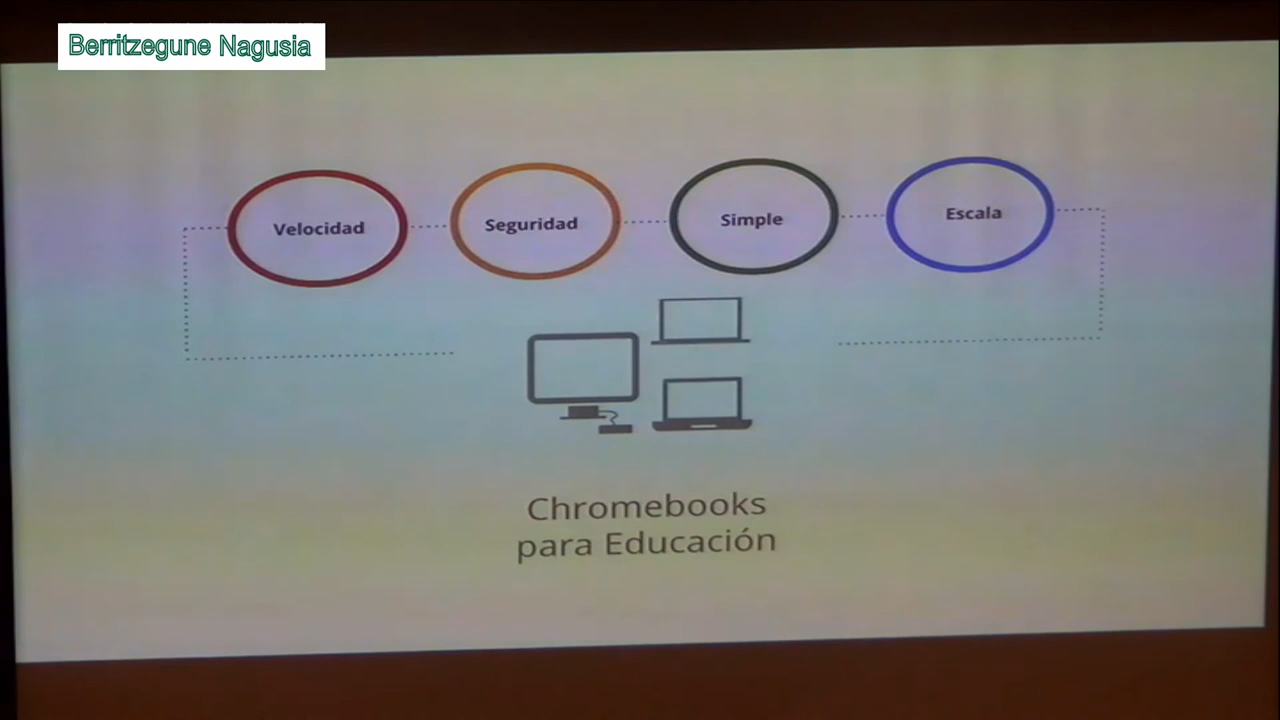 Berritzegune Nagusia
Velocidad
Seguridad
Simple
Escala
Chromebooks
para Educación